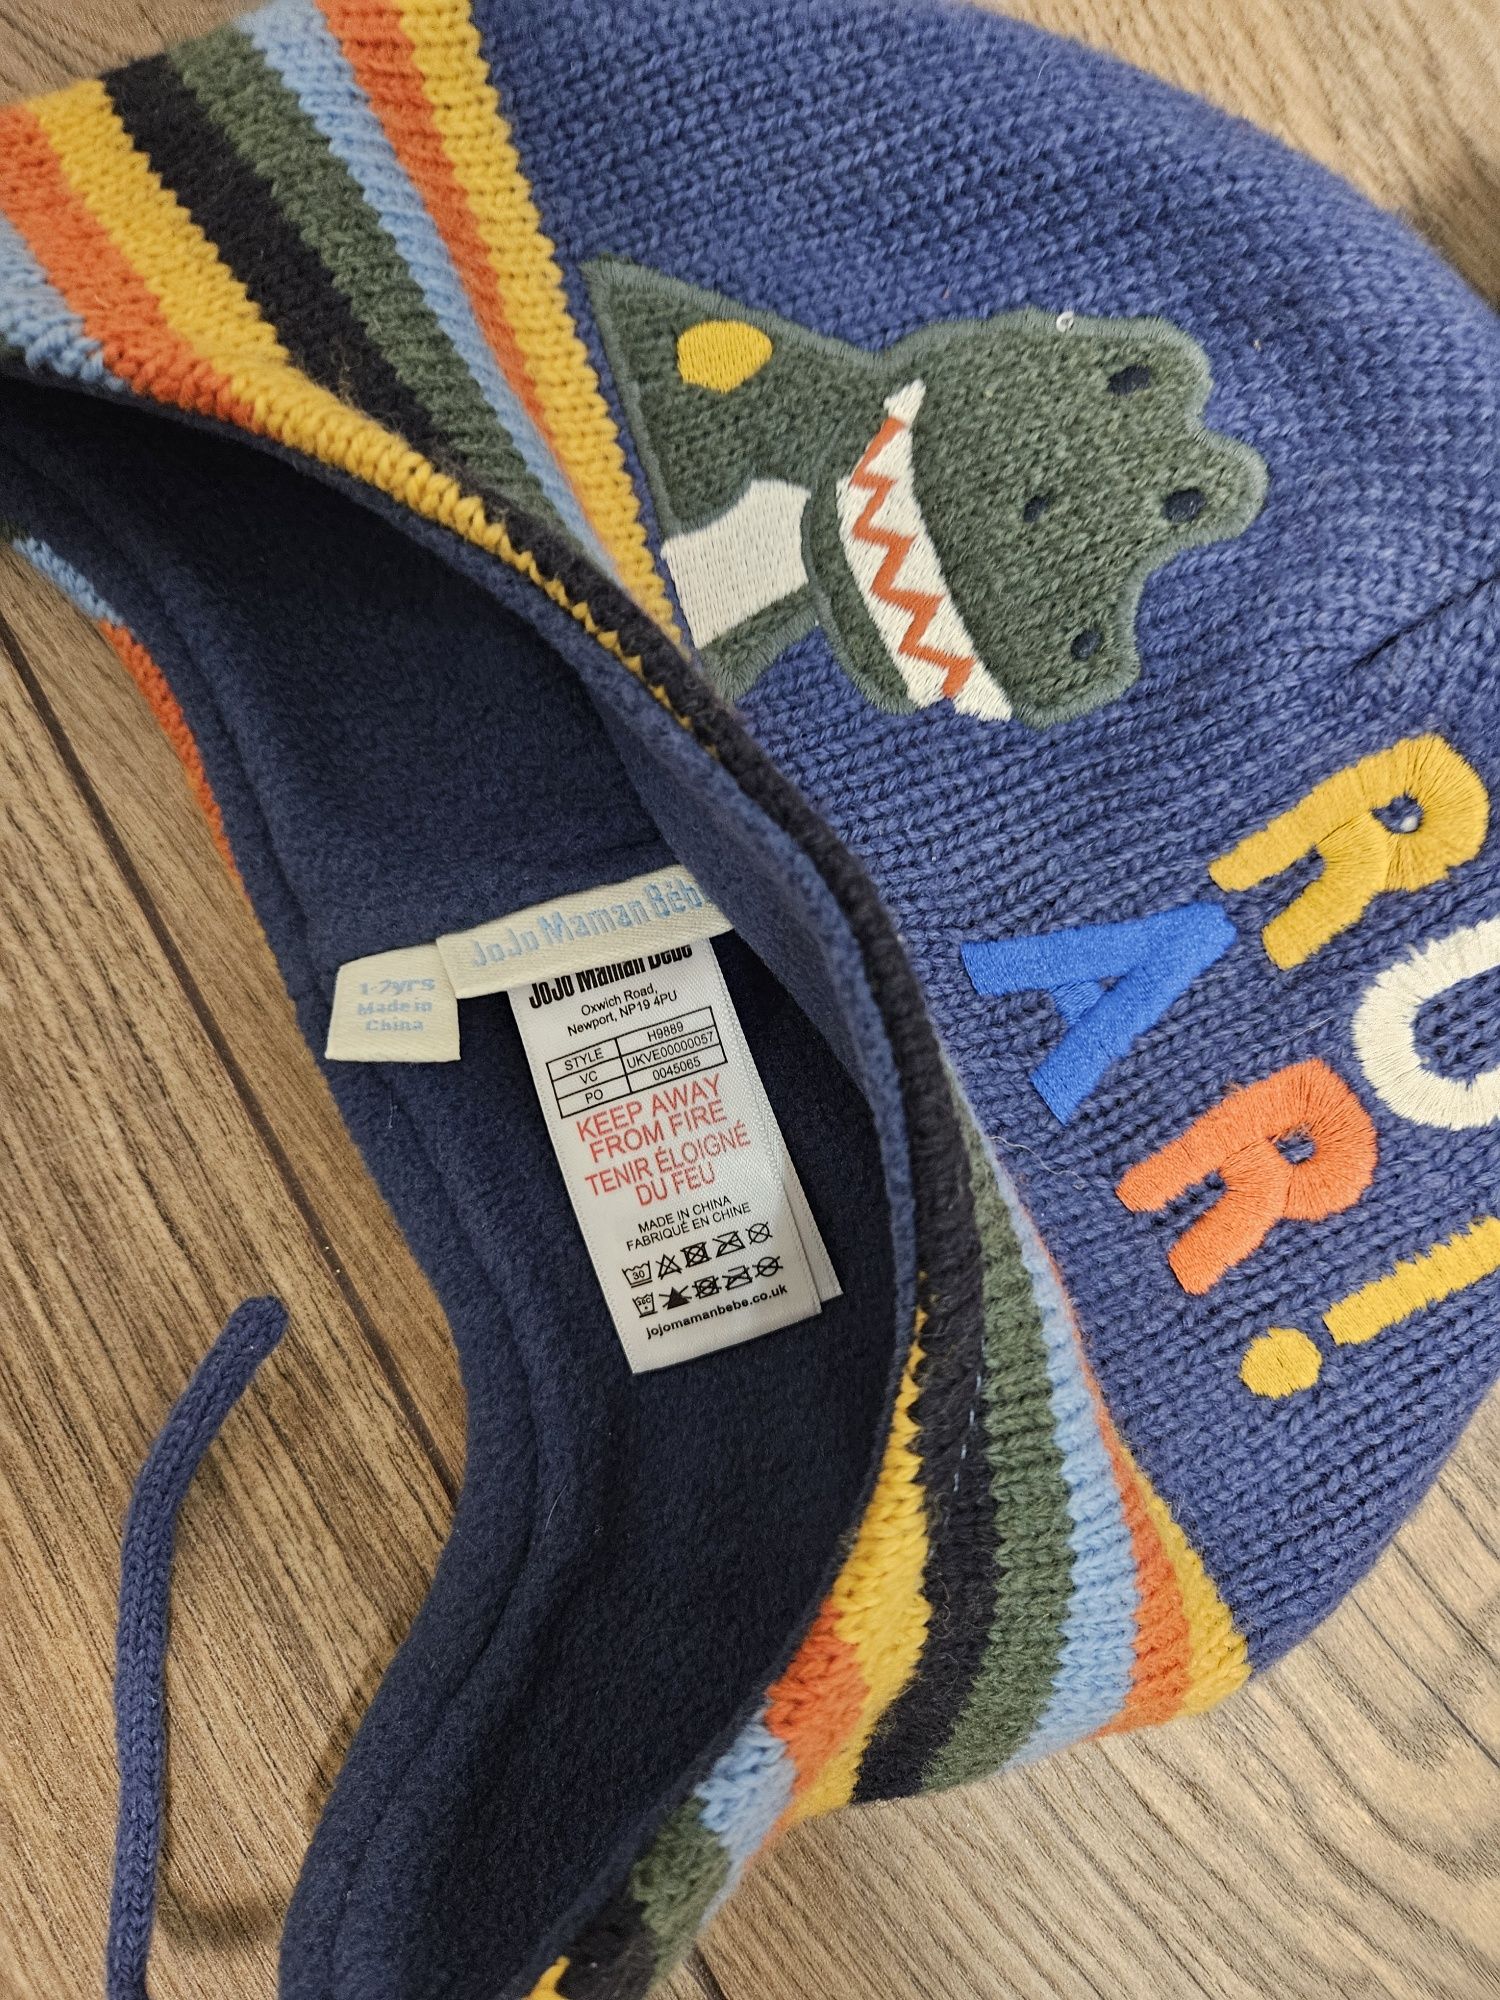 ROAR!
JoJo Maman Béb
1-2yrs
Made in
China
JoJo Maman Bebe
Oxwich Road,
Newport, NP19 4PU
STYLE H9889
VC UKVE00000057
PO 0045065
KEEP AWAY
FROM FIRE
TENIR ÉLOIGNÉ
DU FEU
MADE IN CHINA
FABRIQUÉ EN CHINE
30
jojomamanbebe.co.uk